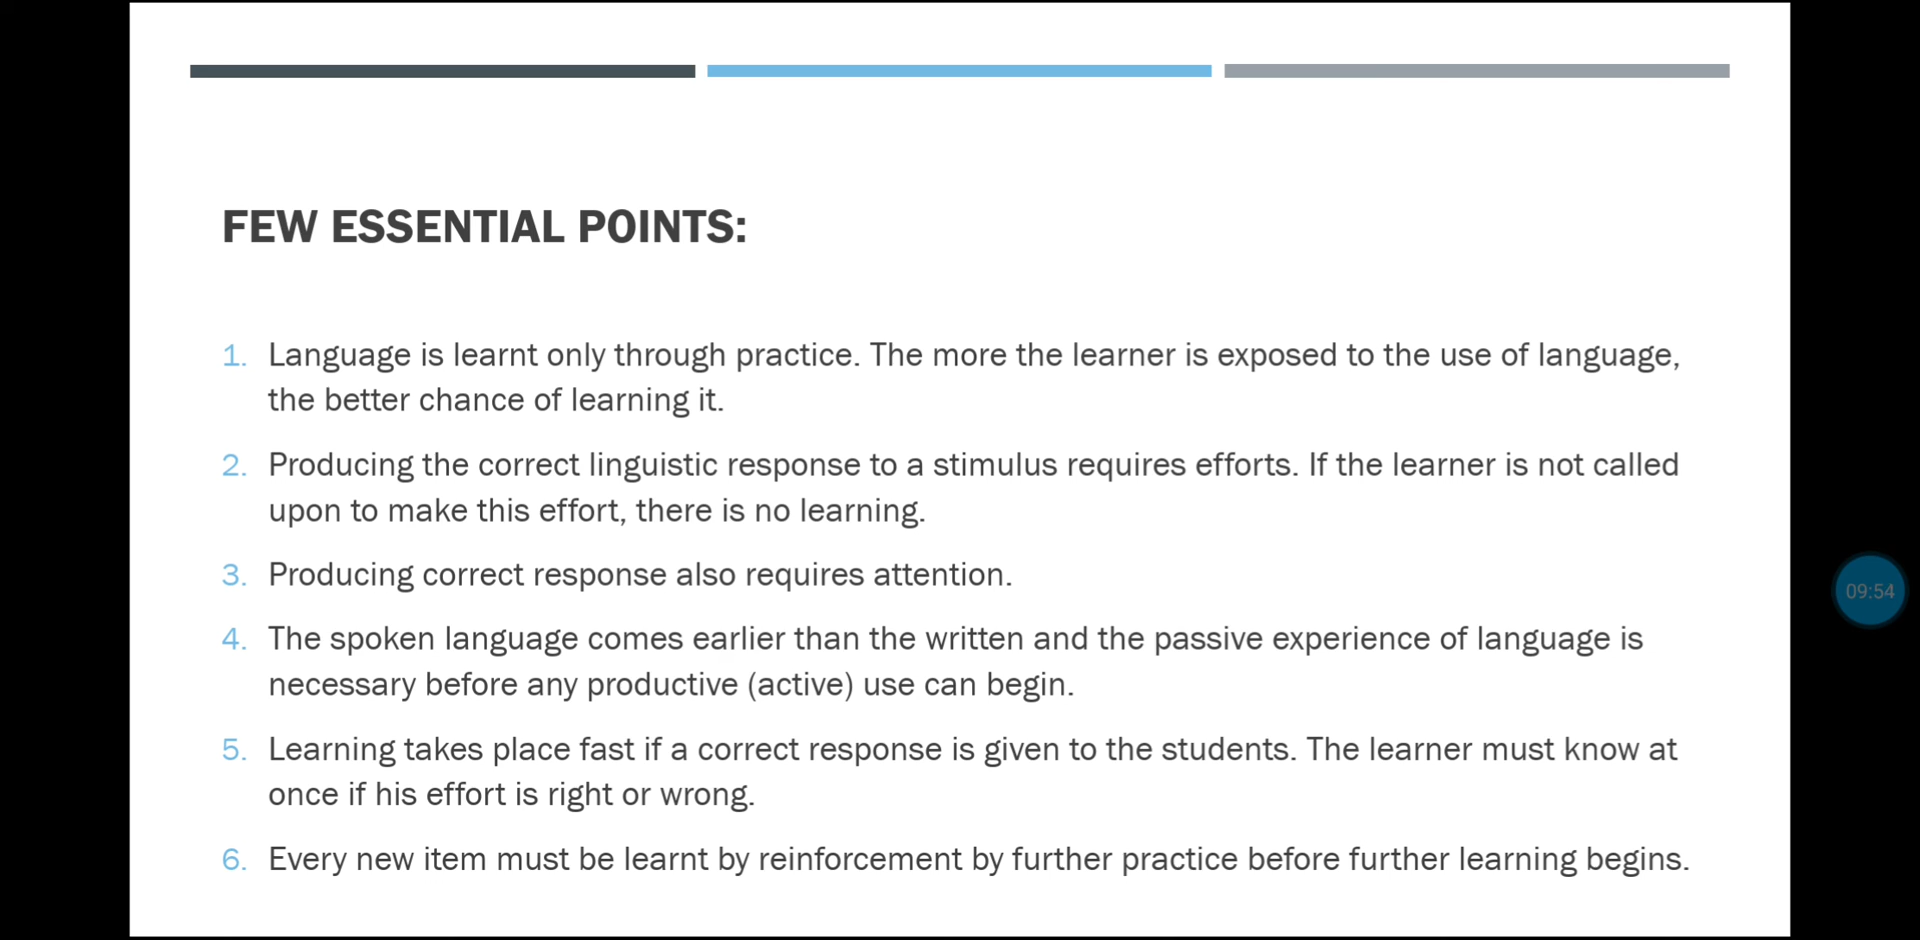 FEW ESSENTIAL POINTS:
1. Language is learnt only through practice. The more the learner is exposed to the use of language,
the better chance of learning it.
2. Producing the correct linguistic response to a stimulus requires efforts. If the learner is not called
upon to make this effort, there is no learning.
3. Producing correct response also requires attention.
4. The spoken language comes earlier than the written and the passive experience of language is
necessary before any productive (active) use can begin.
5. Learning takes place fast if a correct response is given to the students. The learner must know at
once if his effort is right or wrong.
6. Every new item must be learnt by reinforcement by further practice before further learning begins.
09:54